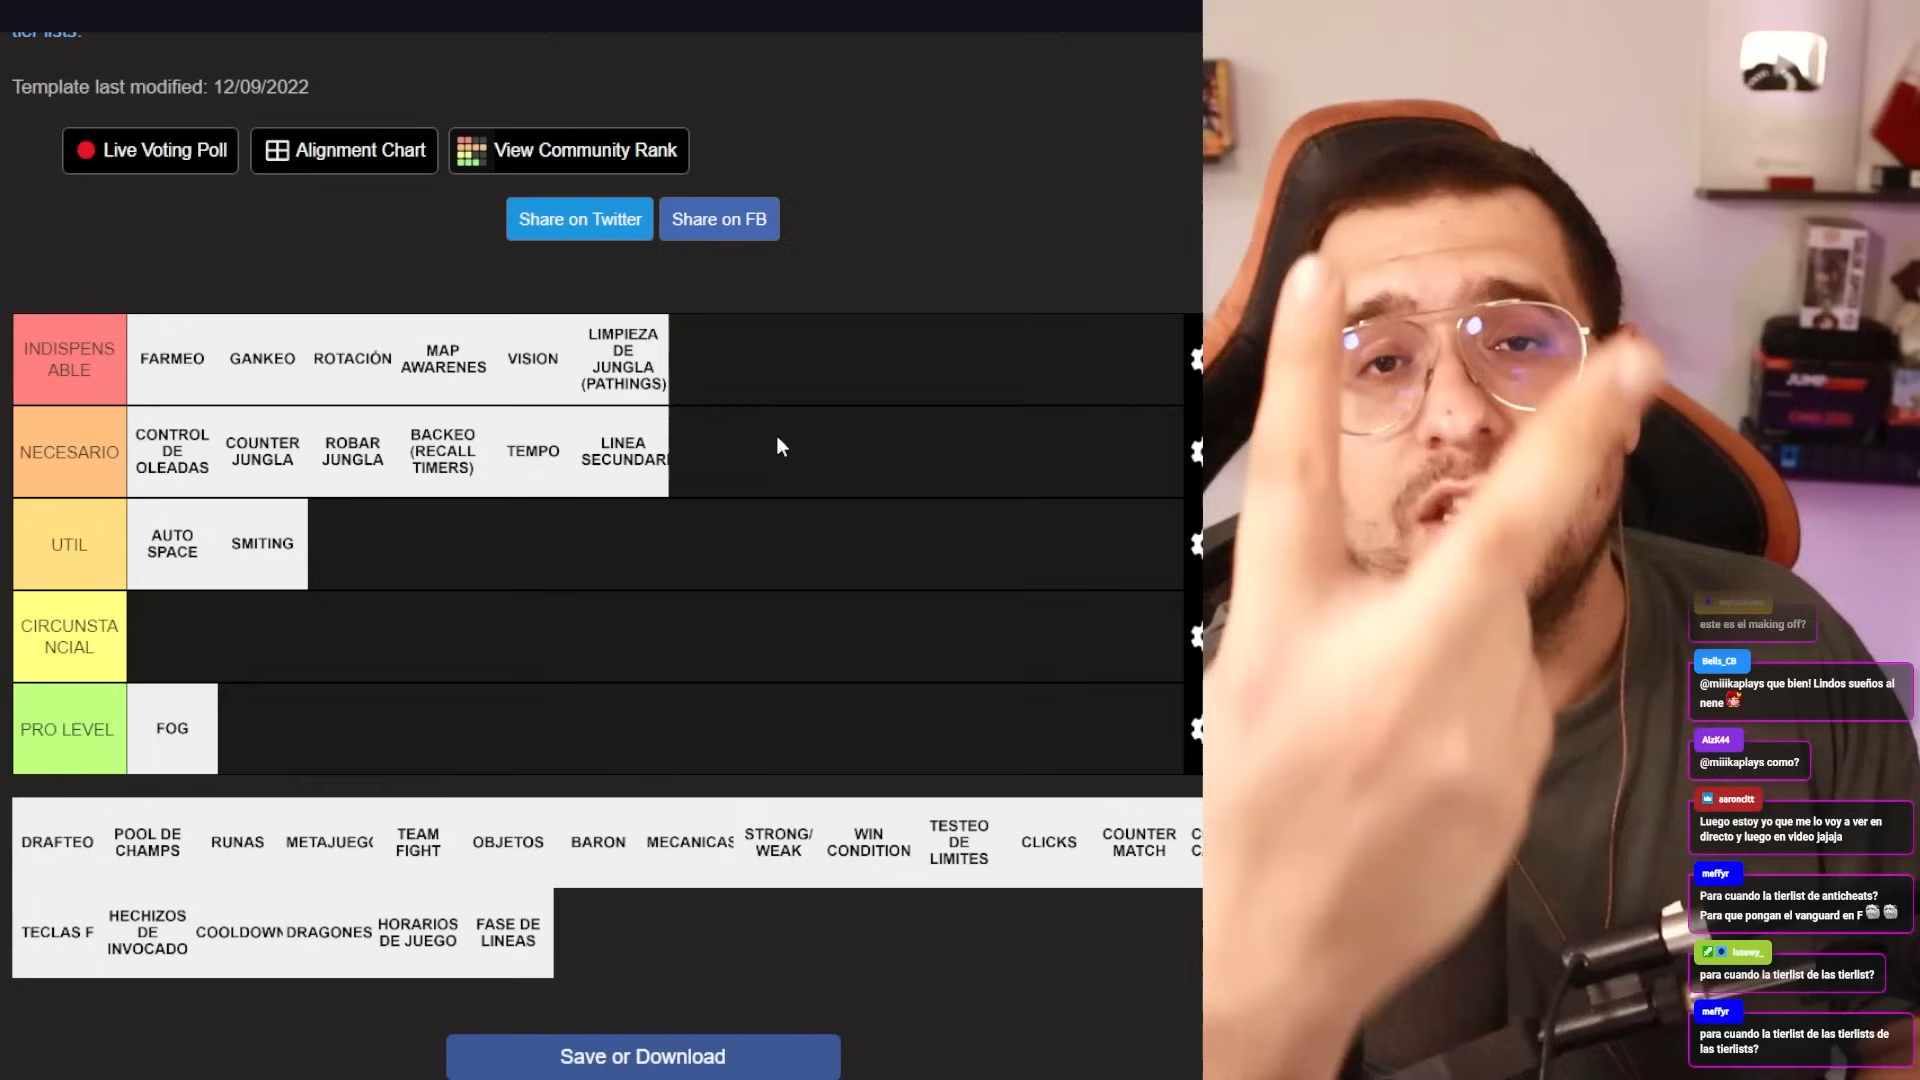 tier lists.
Template last modified: 12/09/2022
Live Voting Poll
Alignment Chart
View Community Rank
Share on Twitter
Share on FB
INDISPENS
ABLE
FARMEO
GANKEO
ROTACIÓN
MAP
AWARENES
VISION
LIMPIEZA
DE
JUNGLA
(PATHINGS)
NECESARIO
CONTROL
DE
OLEADAS
COUNTER
JUNGLA
ROBAR
JUNGLA
BACKEO
(RECALL
TIMERS)
TEMPO
LINEA
SECUNDARI
UTIL
AUTO
SPACE
SMITING
CIRCUNSTA
NCIAL
PRO LEVEL
FOG
DRAFTEO
POOL DE
CHAMPS
RUNAS
METAJUEGO
TEAM
FIGHT
OBJETOS
BARON
MECANICAS
STRONG/
WEAK
WIN
CONDITION
TESTEO
DE
LIMITES
CLICKS
COUNTER
MATCH
TECLAS F
HECHIZOS
DE
INVOCADO
COOLDOWN
DRAGONES
HORARIOS
DE JUEGO
FASE DE
LINEAS
Save or Download
JUMP
este es el making off?
Bells_CB
@miiikaplays que bien! Lindos sueños al
nene
AlzK44
@miiikaplays como?
aaroncitt
Luego estoy yo que me lo voy a ver en
directo y luego en video jajaja
meffyr
Para cuando la tierlist de anticheats?
Para que pongan el vanguard en F
lusewy_
para cuando la tierlist de las tierlist?
meffyr
para cuando la tierlist de las tierlists de
las tierlists?